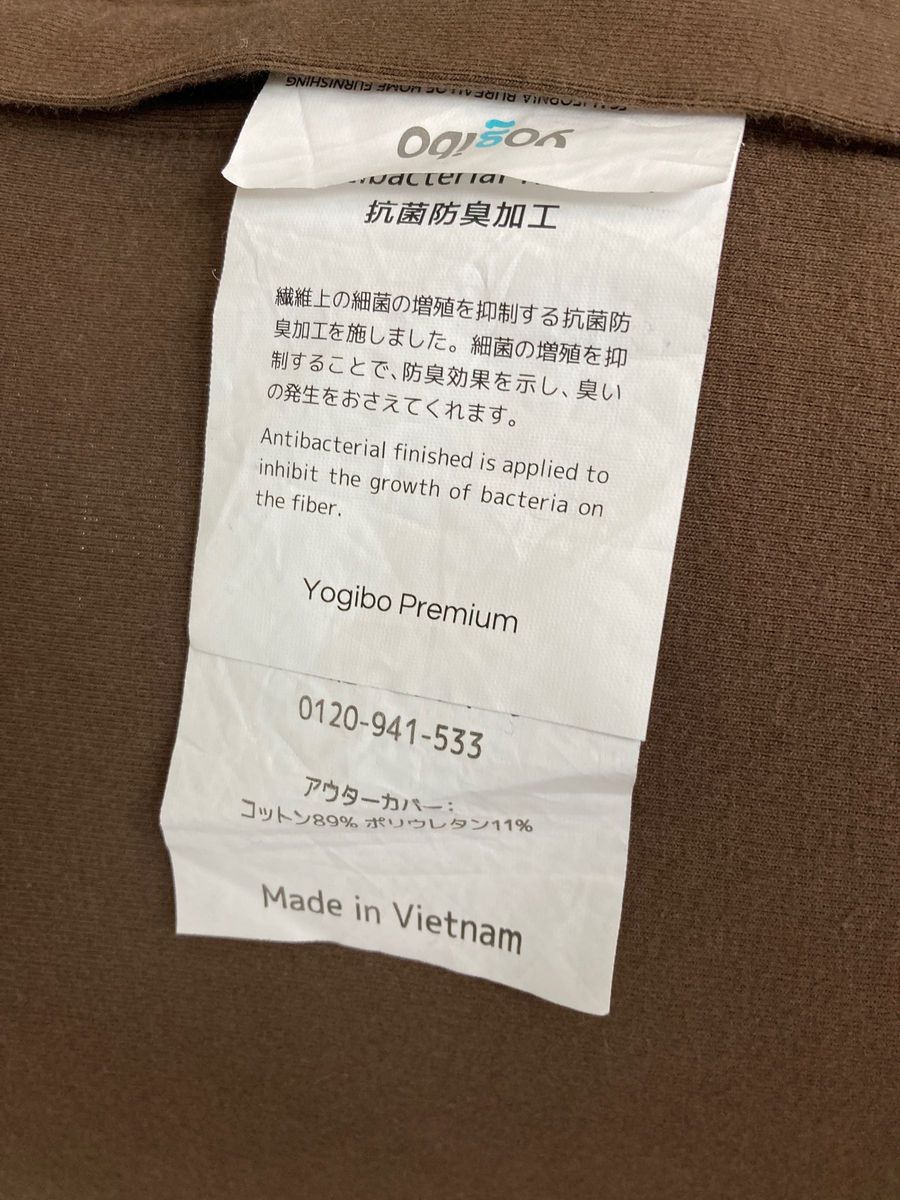 CALIFORNIA BUREAU OF HOME FURNISHING
Yogibo
抗菌防臭加工
繊維上の細菌の増殖を抑制する抗菌防
臭加工を施しました。細菌の増殖を抑
制することで、防臭効果を示し、臭い
の発生をおさえてくれます。
Antibacterial finished is applied to
inhibit the growth of bacteria on
the fiber.
Yogibo Premium
0120-941-533
アウターカバー：
コットン89% ポリウレタン11%
Made in Vietnam